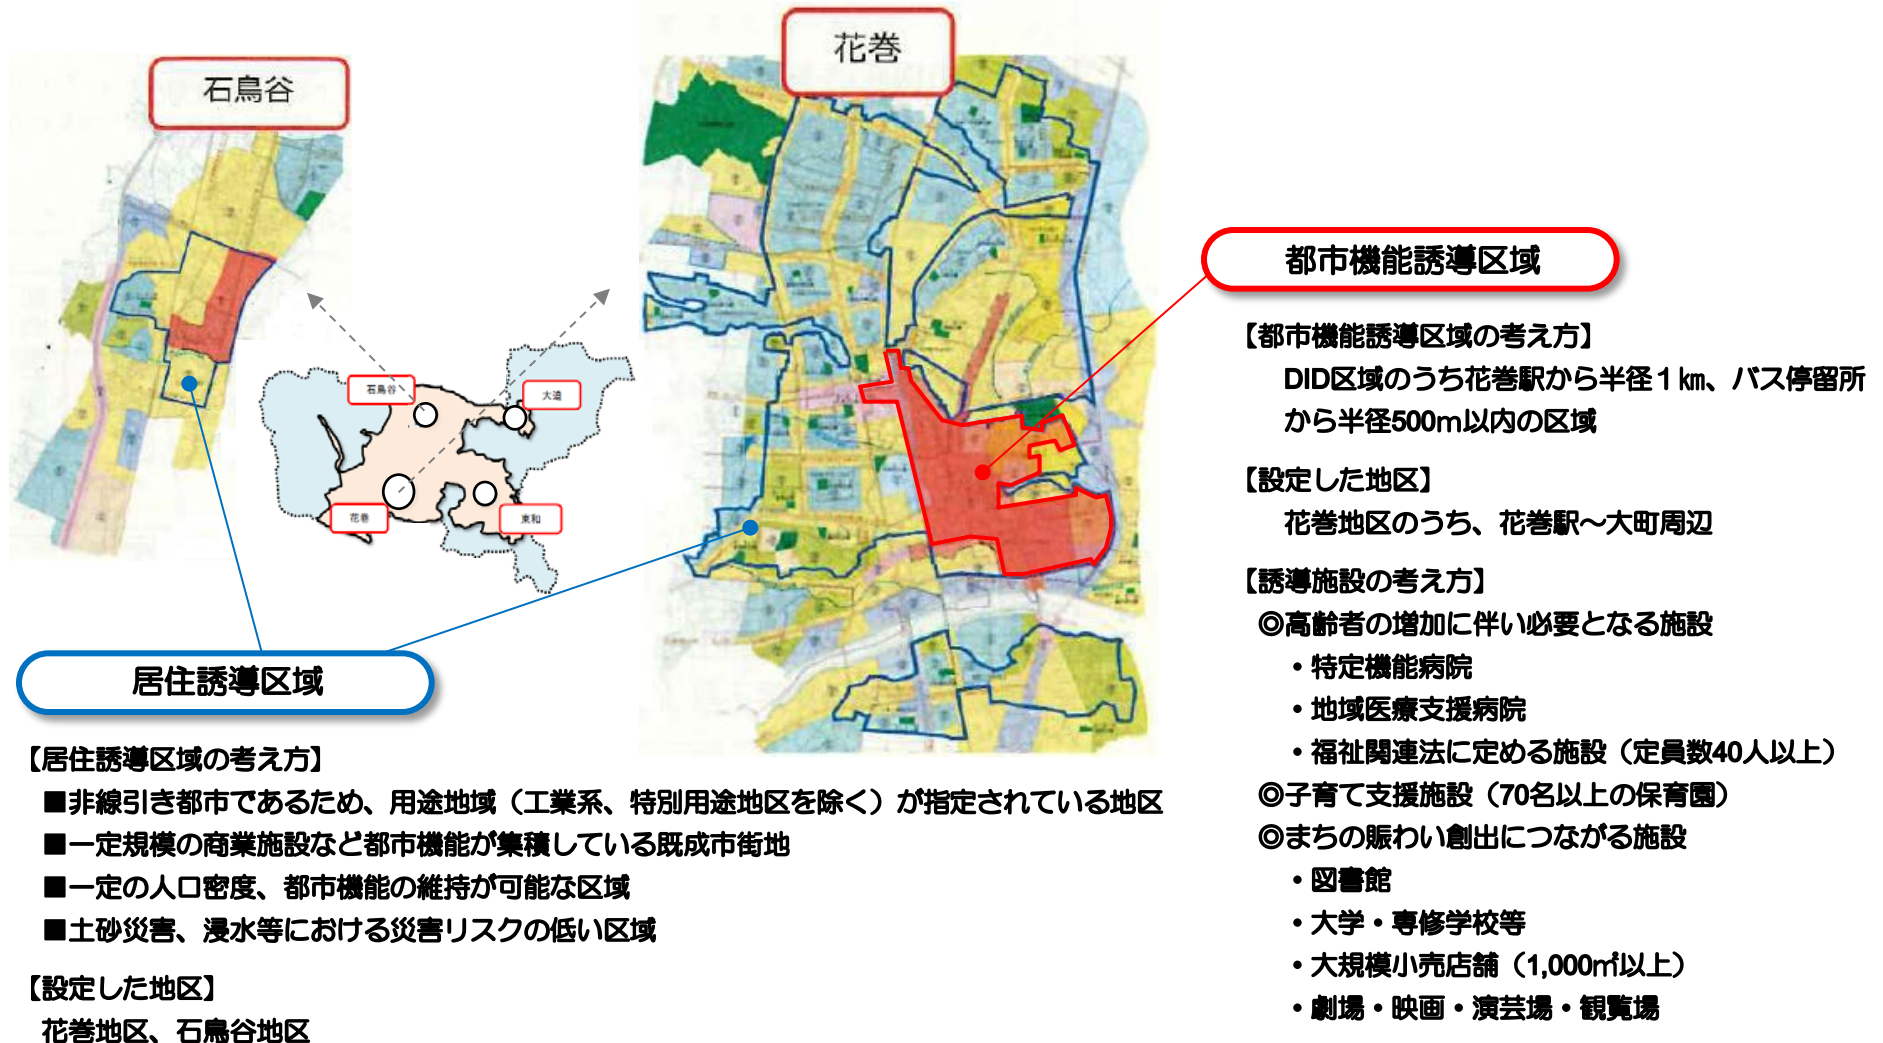 石鳥谷
花巻
石鳥谷
大迫
花巻
東和
都市機能誘導区域
【都市機能誘導区域の考え方】
DID区域のうち花巻駅から半径１㎞、バス停留所
から半径500ｍ以内の区域
【設定した地区】
花巻地区のうち、花巻駅～大町周辺
【誘導施設の考え方】
◎高齢者の増加に伴い必要となる施設
・特定機能病院
・地域医療支援病院
・福祉関連法に定める施設（定員数40人以上）
◎子育て支援施設（70名以上の保育園）
◎まちの賑わい創出につながる施設
・図書館
・大学・専修学校等
・大規模小売店舗（1,000㎡以上）
・劇場・映画・演芸場・観覧場
居住誘導区域
【居住誘導区域の考え方】
■非線引き都市であるため、用途地域（工業系、特別用途地区を除く）が指定されている地区
■一定規模の商業施設など都市機能が集積している既成市街地
■一定の人口密度、都市機能の維持が可能な区域
■土砂災害、浸水等における災害リスクの低い区域
【設定した地区】
花巻地区、石鳥谷地区